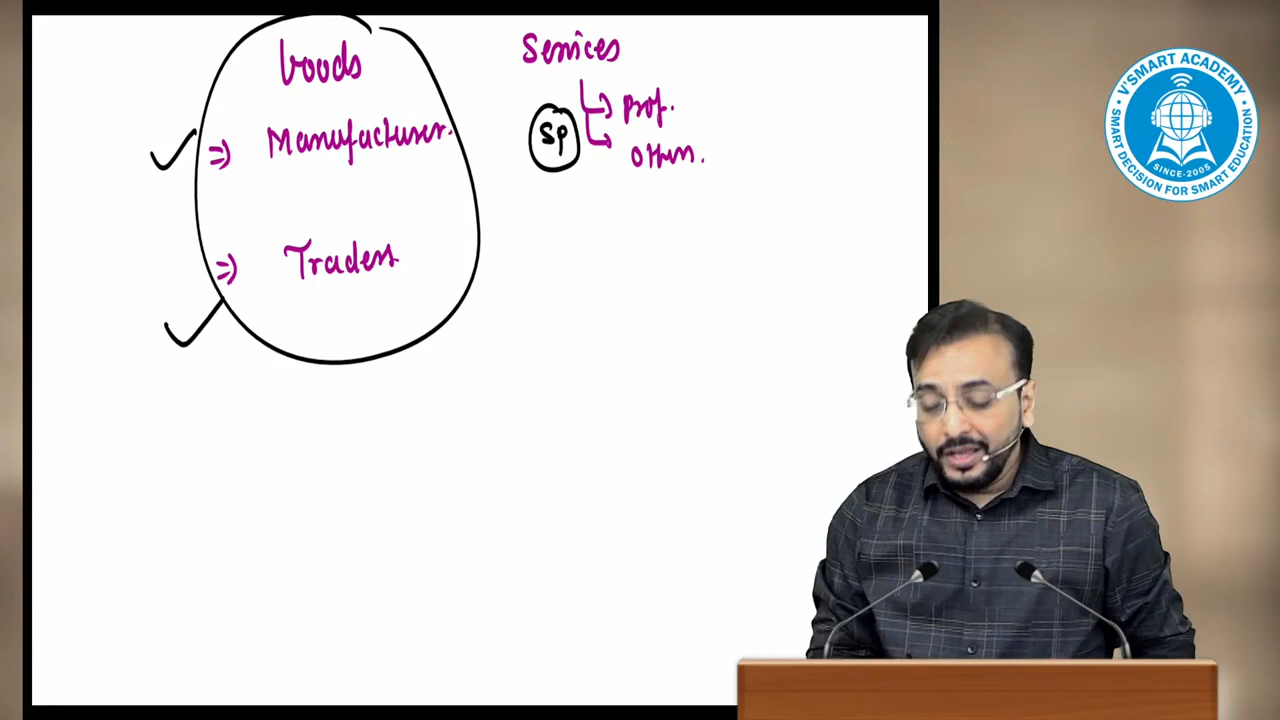 Goods
⇒ Manufacturer.
⇒ Traders
Services
Prof.
SP
Others.
V'SMART ACADEMY
SMART DECISION FOR SMART EDUCATION
SINCE-2005